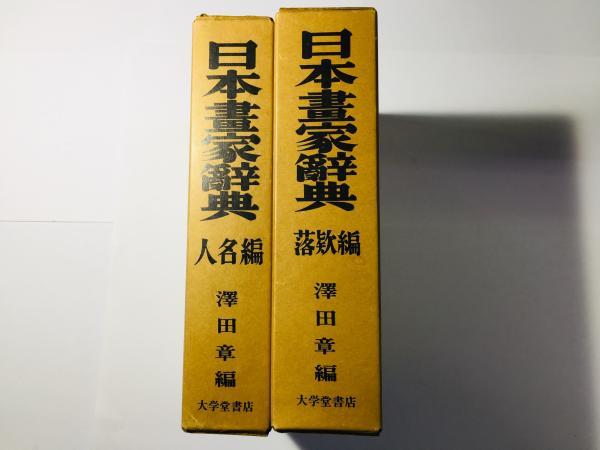 日本畫家辭典
人名編
澤田章編
大学堂書店
日本畫家辭典
落欵編
澤田章編
大学堂書店